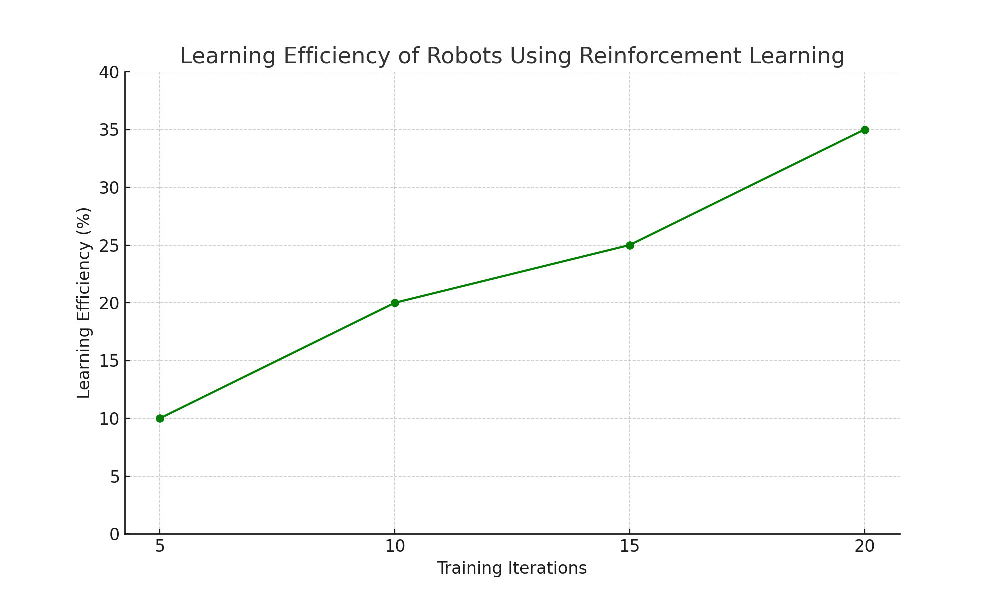 Learning Efficiency of Robots Using Reinforcement Learning
40
35
30
25
20
15
10
5
0
Learning Efficiency (%)
5 10 15 20
Training Iterations